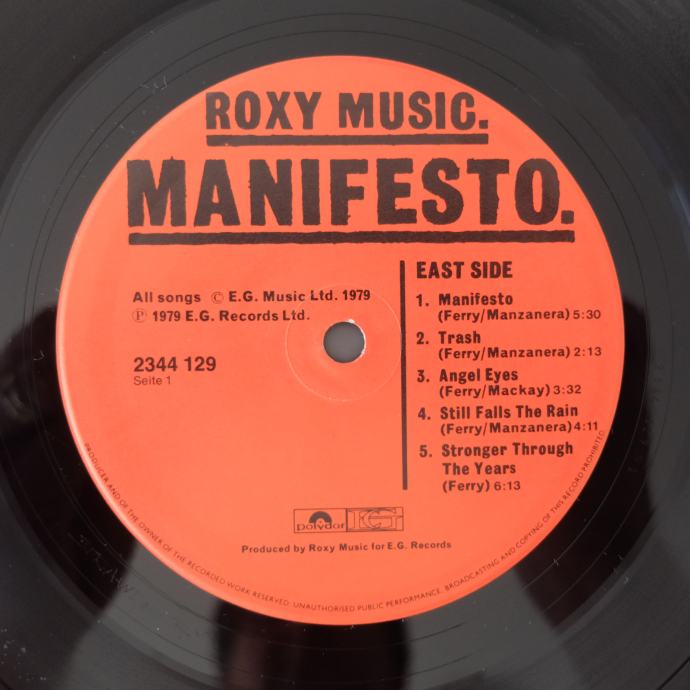 ROXY MUSIC.
MANIFESTO.
All songs © E.G. Music Ltd. 1979
℗ 1979 E.G. Records Ltd.
2344 129
Seite 1
EAST SIDE
1. Manifesto
(Ferry/Manzanera) 5:30
2. Trash
(Ferry/Manzanera) 2:13
3. Angel Eyes
(Ferry/Mackay) 3:32
4. Still Falls The Rain
(Ferry/Manzanera) 4:11
5. Stronger Through
The Years
(Ferry) 6:13
polydor EG
Produced by Roxy Music for E.G. Records
PRODUCER AND OF THE OWNER OF THE RECORDED WORK RESERVED. UNAUTHORISED PUBLIC PERFORMANCE, BROADCASTING AND COPYING OF THIS RECORD PROHIBITED.